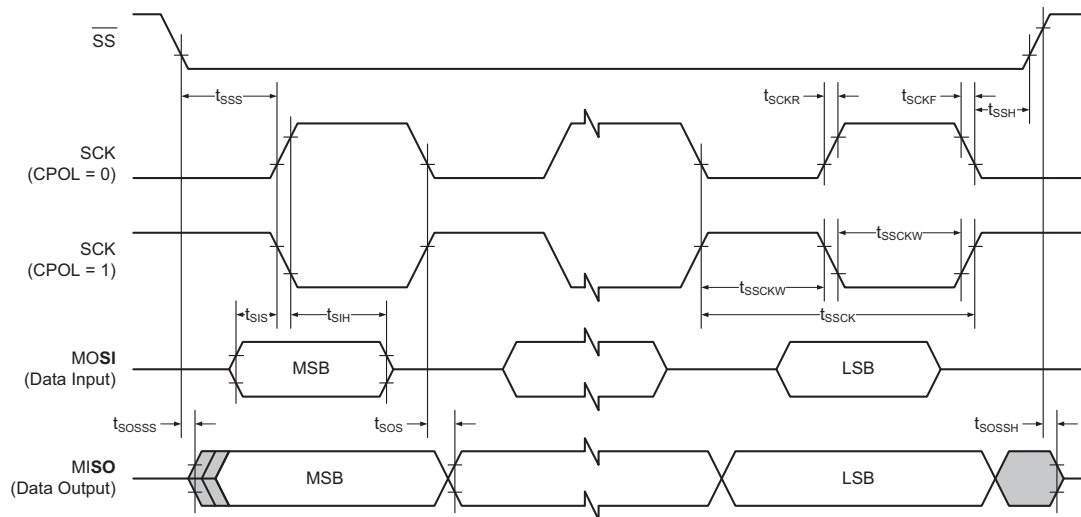 SS
tSSS
tSCKR
tSCKF
tSSH
SCK
(CPOL = 0)
SCK
(CPOL = 1)
tSSCKW
tSSCKW
tSSCK
tSIS
tSIH
MOSI
(Data Input)
MSB
LSB
tSOSSS
tSOS
tSOSSH
MISO
(Data Output)
MSB
LSB